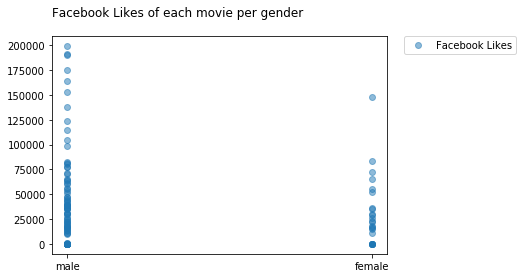 Facebook Likes of each movie per gender
Facebook Likes
200000
175000
150000
125000
100000
75000
50000
25000
0
male
female